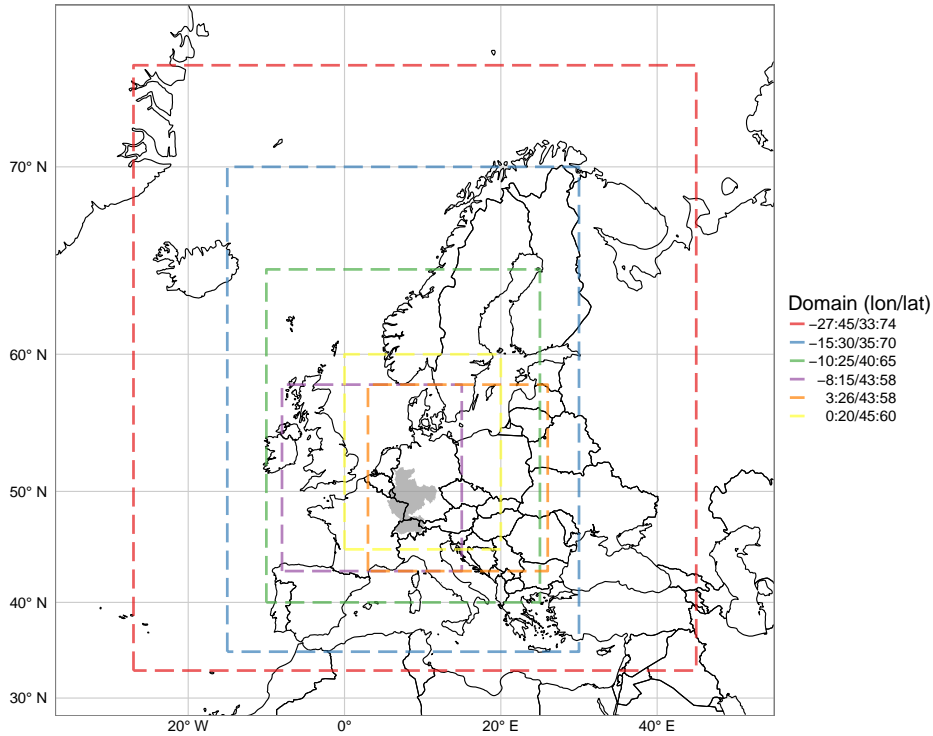 70° N
60° N
50° N
40° N
30° N
20° W
0°
20° E
40° E
Domain (lon/lat)
−27:45/33:74
−15:30/35:70
−10:25/40:65
−8:15/43:58
3:26/43:58
0:20/45:60